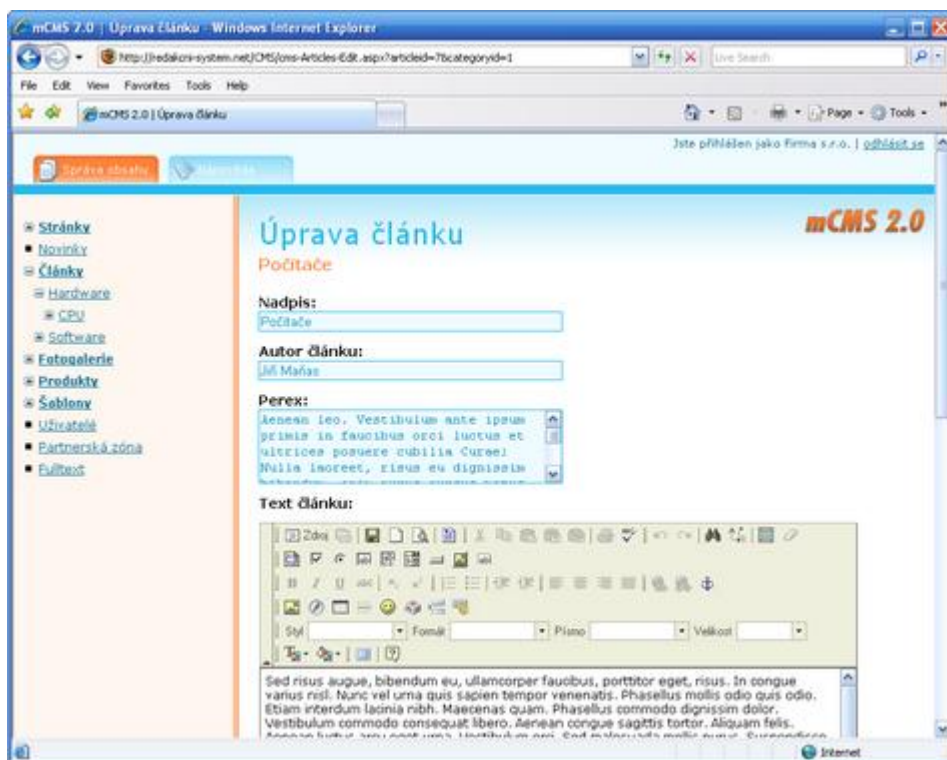 mCMS 2.0 | Úprava článku - Windows Internet Explorer
http://redakcni-system.net/CMS/cms-Articles-Edit.aspx?articleid=7&categoryid=1
Live Search
File Edit View Favorites Tools Help
mCMS 2.0 | Úprava článku
Page Tools
Jste přihlášen jako Firma s.r.o. | odhlásit se
Správa obsahu
mCMS 2.0
Stránky
Novinky
Články
Hardware
CPU
Software
Fotogalerie
Produkty
Šablony
Uživatelé
Partnerská zóna
Fulltext
Úprava článku
Počítače
Nadpis:
Počítače
Autor článku:
Jiří Maňas
Perex:
Aenean leo. Vestibulum ante ipsum
primis in faucibus orci luctus et
ultrices posuere cubilia Curae;
Nulla laoreet, risus eu dignissim
Text článku:
Zdroj
B I U ABC
Styl Formát Písmo Velikost
Sed risus augue, bibendum eu, ullamcorper faucibus, porttitor eget, risus. In congue
varius nisl. Nunc vel urna quis sapien tempor venenatis. Phasellus mollis odio quis odio.
Etiam interdum lacinia nibh. Maecenas quam. Phasellus commodo dignissim dolor.
Vestibulum commodo consequat libero. Aenean congue sagittis tortor. Aliquam felis.
Internet